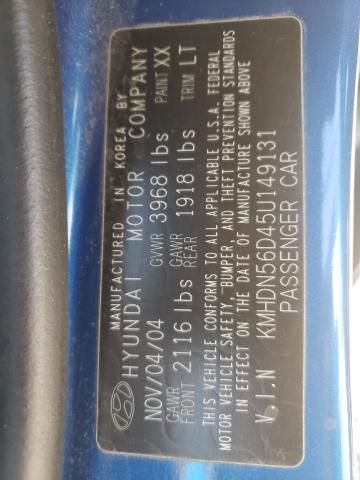 MANUFACTURED IN KOREA BY
HYUNDAI MOTOR COMPANY
NOV/04/04 GVWR 3968 lbs PAINT XX
GAWR FRONT 2116 lbs GAWR REAR 1918 lbs TRIM LT
THIS VEHICLE CONFORMS TO ALL APPLICABLE U.S.A. FEDERAL
MOTOR VEHICLE SAFETY, BUMPER, AND THEFT PREVENTION STANDARDS
IN EFFECT ON THE DATE OF MANUFACTURE SHOWN ABOVE
V.I.N KMHDN56D45U149131
PASSENGER CAR